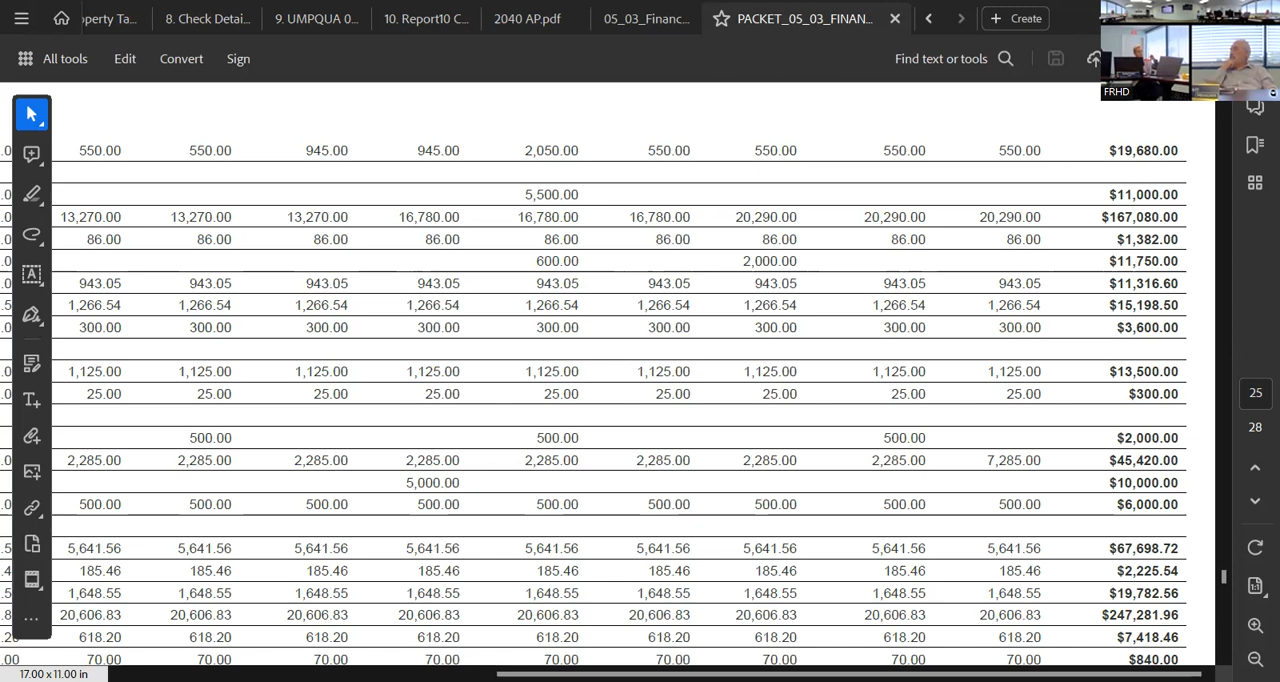 operty Ta... 8. Check Detai... 9. UMPQUA 0... 10. Report10 C... 2040 AP.pdf 05_03_Financ... PACKET_05_03_FINAN... Create
All tools Edit Convert Sign Find text or tools
FRHD
.0 550.00 550.00 945.00 945.00 2,050.00 550.00 550.00 550.00 550.00 $19,680.00
.0 5,500.00 $11,000.00
.0 13,270.00 13,270.00 13,270.00 16,780.00 16,780.00 16,780.00 20,290.00 20,290.00 20,290.00 $167,080.00
.0 86.00 86.00 86.00 86.00 86.00 86.00 86.00 86.00 86.00 $1,382.00
.0 600.00 2,000.00 $11,750.00
.0 943.05 943.05 943.05 943.05 943.05 943.05 943.05 943.05 943.05 $11,316.60
.5 1,266.54 1,266.54 1,266.54 1,266.54 1,266.54 1,266.54 1,266.54 1,266.54 1,266.54 $15,198.50
.0 300.00 300.00 300.00 300.00 300.00 300.00 300.00 300.00 300.00 $3,600.00
.0 1,125.00 1,125.00 1,125.00 1,125.00 1,125.00 1,125.00 1,125.00 1,125.00 1,125.00 $13,500.00
.0 25.00 25.00 25.00 25.00 25.00 25.00 25.00 25.00 25.00 $300.00
25
28
500.00 500.00 500.00 $2,000.00
.0 2,285.00 2,285.00 2,285.00 2,285.00 2,285.00 2,285.00 2,285.00 2,285.00 7,285.00 $45,420.00
5,000.00 $10,000.00
.0 500.00 500.00 500.00 500.00 500.00 500.00 500.00 500.00 500.00 $6,000.00
.5 5,641.56 5,641.56 5,641.56 5,641.56 5,641.56 5,641.56 5,641.56 5,641.56 5,641.56 $67,698.72
.4 185.46 185.46 185.46 185.46 185.46 185.46 185.46 185.46 185.46 $2,225.54
.5 1,648.55 1,648.55 1,648.55 1,648.55 1,648.55 1,648.55 1,648.55 1,648.55 1,648.55 $19,782.56
.8 20,606.83 20,606.83 20,606.83 20,606.83 20,606.83 20,606.83 20,606.83 20,606.83 20,606.83 $247,281.96
.20 618.20 618.20 618.20 618.20 618.20 618.20 618.20 618.20 618.20 $7,418.46
.00 70.00 70.00 70.00 70.00 70.00 70.00 70.00 70.00 70.00 $840.00
17.00 x 11.00 in